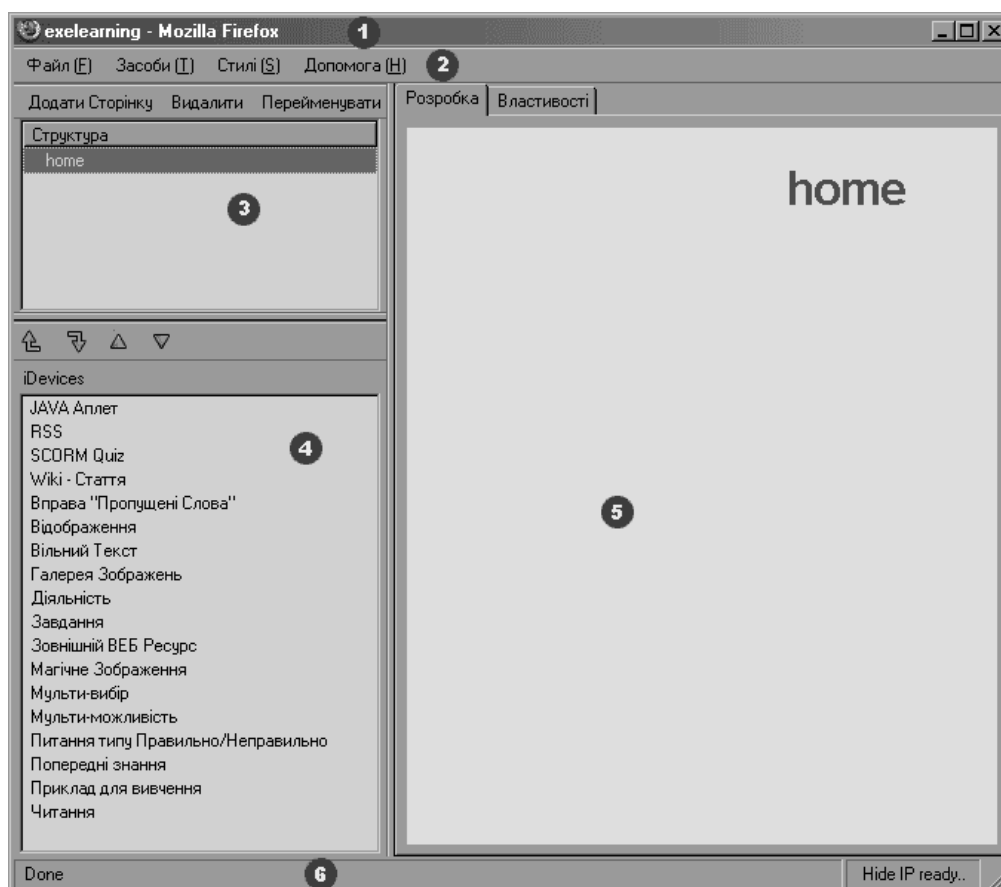 exelearning - Mozilla Firefox 1
Файл (F) Засоби (T) Стилі (S) Допомога (H) 2
Додати Сторінку Видалити Перейменувати
Розробка Властивості
Структура
home
3
home
iDevices
JAVA Аплет
RSS
4
SCORM Quiz
Wiki - Стаття
Вправа "Пропущені Слова"
5
Відображення
Вільний Текст
Галерея Зображень
Діяльність
Завдання
Зовнішній ВЕБ Ресурс
Магічне Зображення
Мульти-вибір
Мульти-можливість
Питання типу Правильно/Неправильно
Попередні знання
Приклад для вивчення
Читання
Done 6 Hide IP ready..